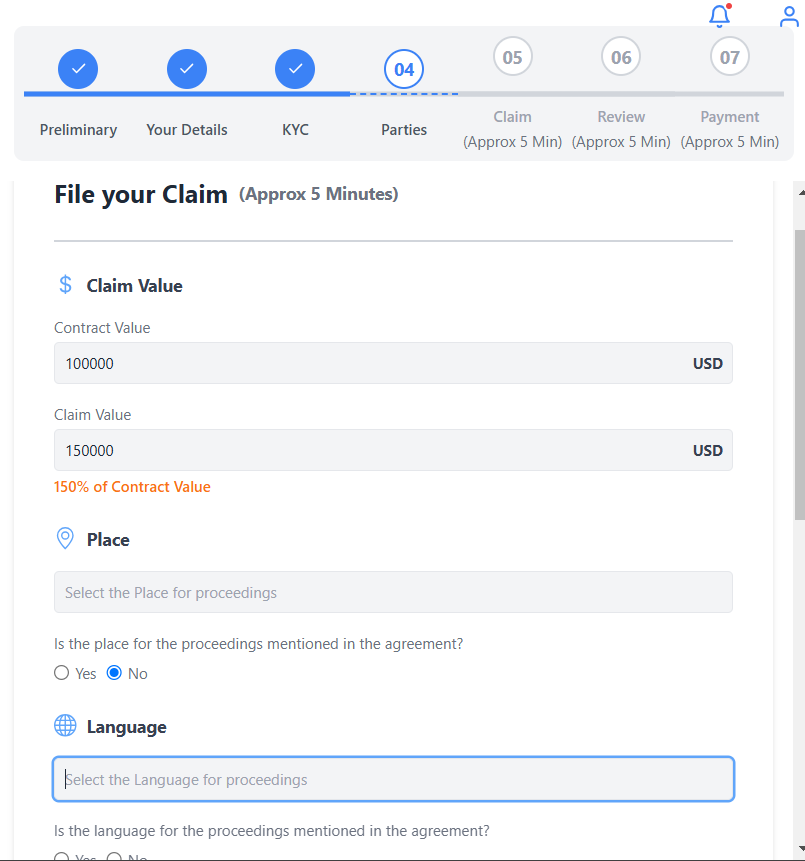 04 05 06 07
Preliminary Your Details KYC Parties Claim Review Payment
(Approx 5 Min) (Approx 5 Min) (Approx 5 Min)
File your Claim (Approx 5 Minutes)
$ Claim Value
Contract Value
100000 USD
Claim Value
150000 USD
150% of Contract Value
Place
Select the Place for proceedings
Is the place for the proceedings mentioned in the agreement?
Yes No
Language
Select the Language for proceedings
Is the language for the proceedings mentioned in the agreement?
Yes No